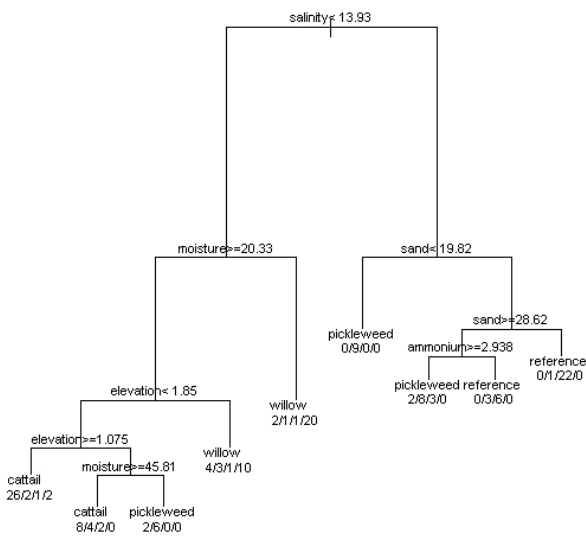 salinity< 13.93
moisture>=20.33
sand< 19.82
sand>=28.62
pickleweed
0/9/0/0
ammonium>=2.938
reference
0/1/22/0
pickleweed
2/8/3/0
reference
0/3/6/0
elevation< 1.85
willow
2/1/1/20
elevation>=1.075
willow
4/3/1/10
moisture>=45.81
cattail
26/2/1/2
cattail
8/4/2/0
pickleweed
2/6/0/0